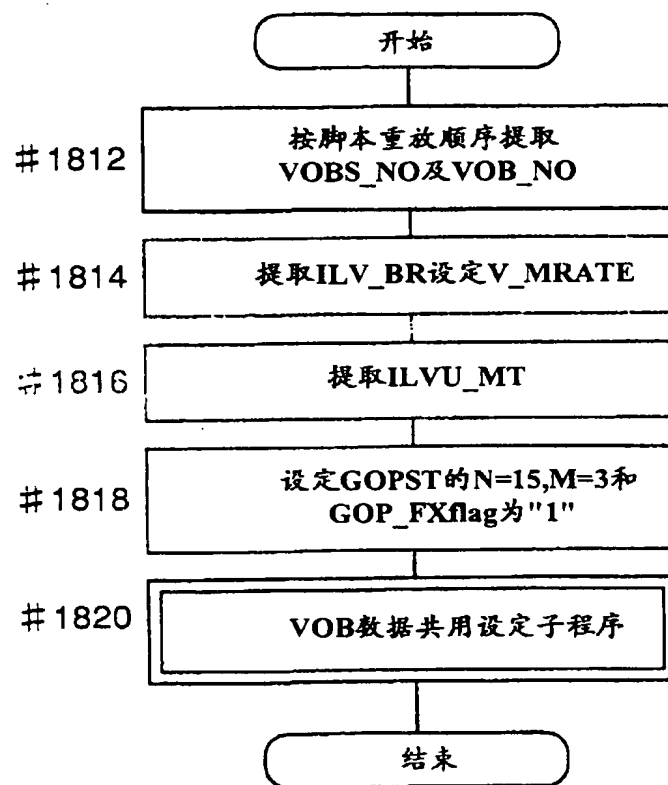 开始
#1812
按脚本重放顺序提取
VOBS_NO及VOB_NO
#1814
提取ILV_BR设定V_MRATE
#1816
提取ILVU_MT
#1818
设定GOPST的N=15,M=3和
GOP_FXflag为"1"
#1820
VOB数据共用设定子程序
结束